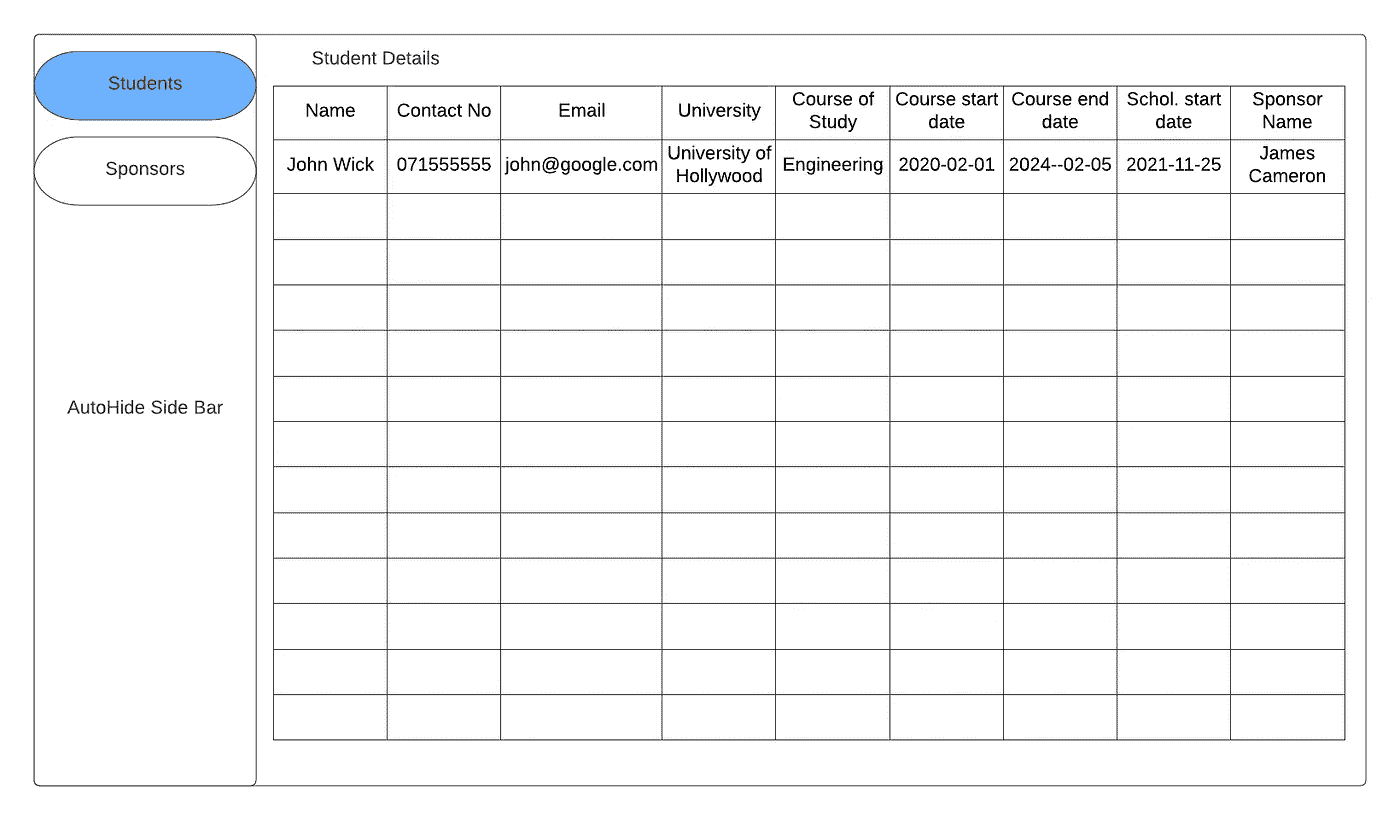 Students
Sponsors
AutoHide Side Bar
Student Details
Name
Contact No
Email
University
Course of
Study
Course start
date
Course end
date
Schol. start
date
Sponsor
Name
John Wick
071555555
john@google.com
University of
Hollywood
Engineering
2020-02-01
2024--02-05
2021-11-25
James
Cameron